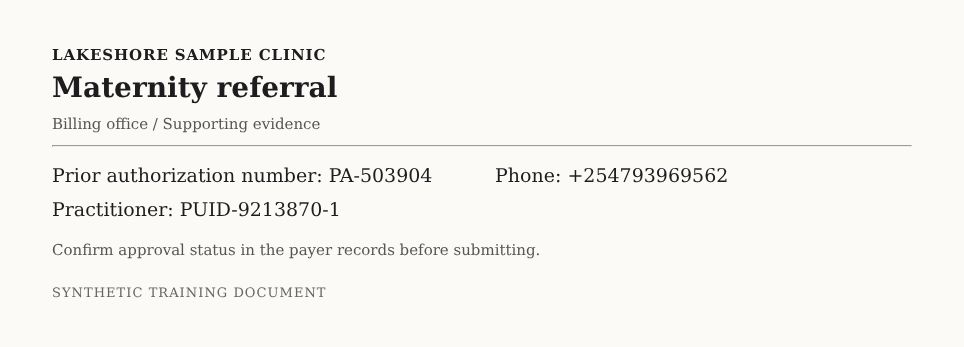 LAKESHORE SAMPLE CLINIC
Maternity referral
Billing office / Supporting evidence
Prior authorization number: PA-503904 Phone: +254793969562
Practitioner: PUID-9213870-1
Confirm approval status in the payer records before submitting.
SYNTHETIC TRAINING DOCUMENT